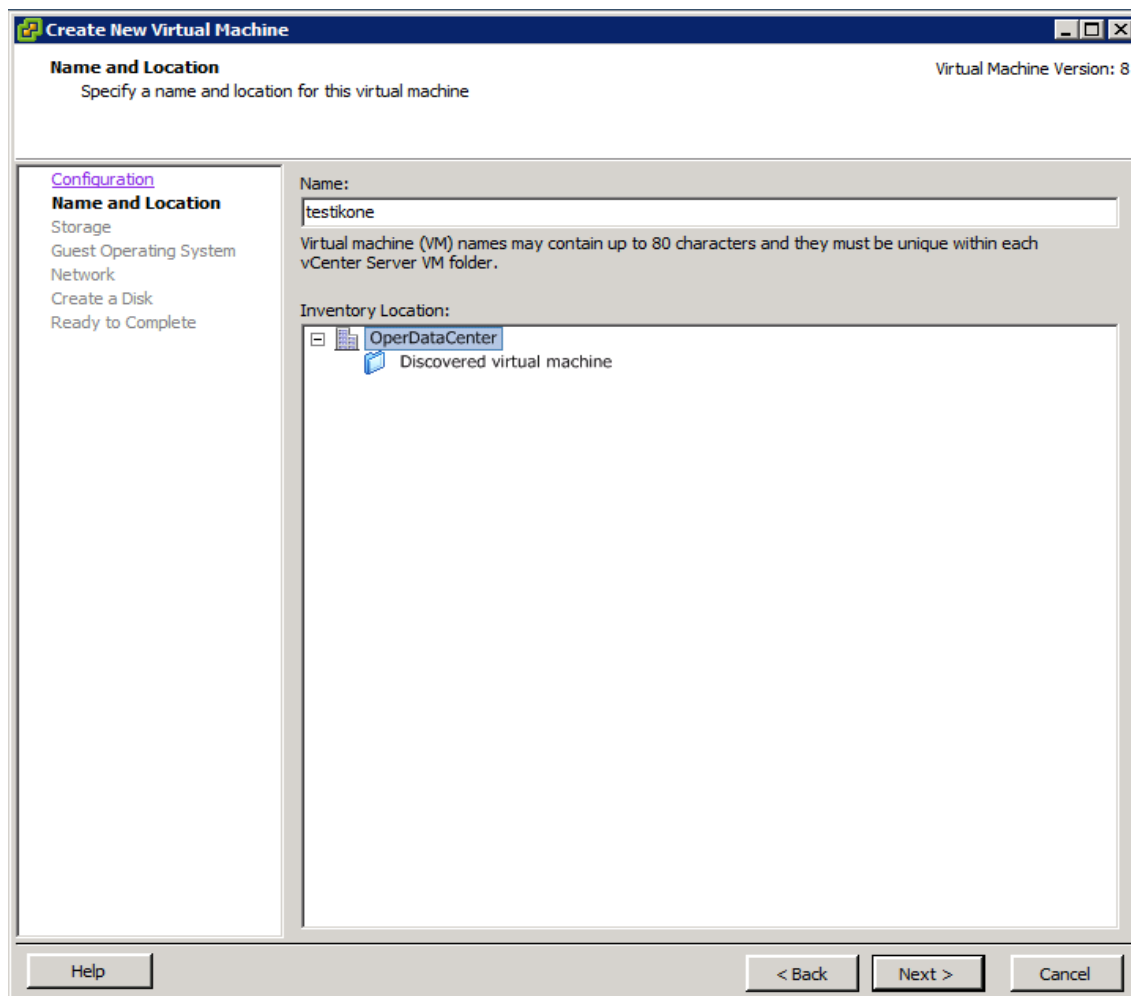 Create New Virtual Machine
Name and Location
Virtual Machine Version: 8
Specify a name and location for this virtual machine
Configuration
Name and Location
Storage
Guest Operating System
Network
Create a Disk
Ready to Complete
Name:
testikone
Virtual machine (VM) names may contain up to 80 characters and they must be unique within each
vCenter Server VM folder.
Inventory Location:
OperDataCenter
Discovered virtual machine
Help
< Back
Next >
Cancel